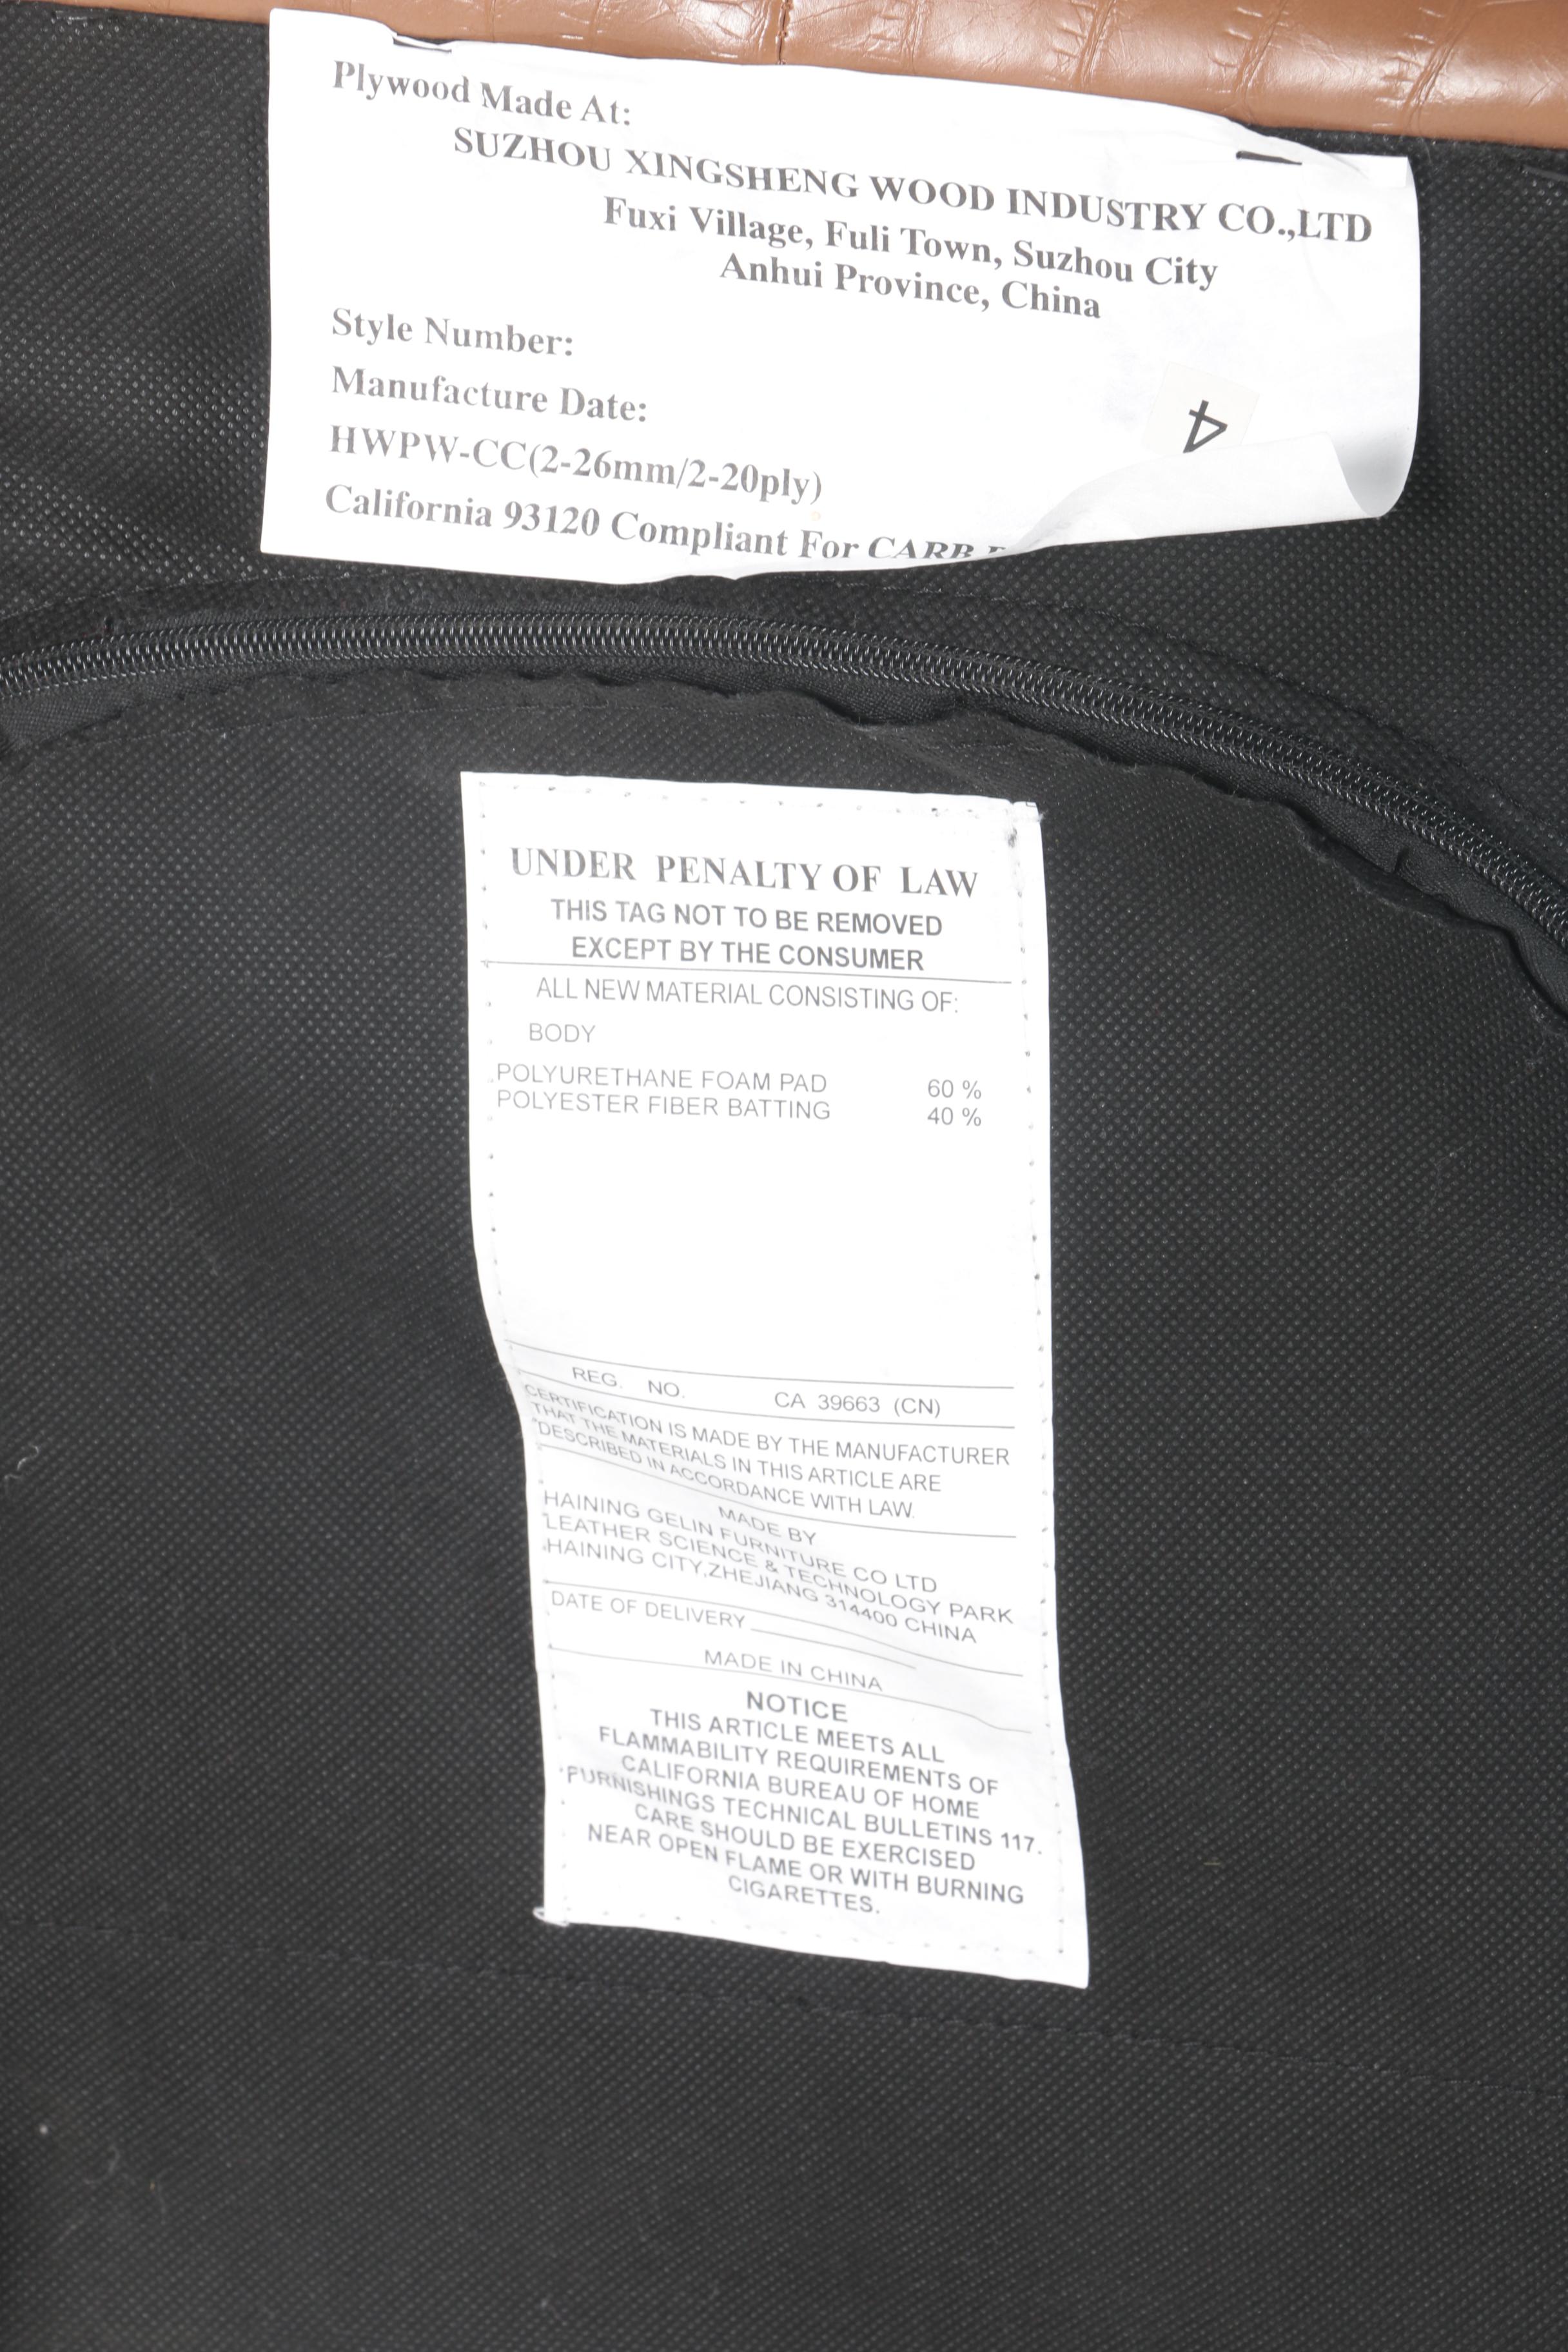 Plywood Made At:
SUZHOU XINGSHENG WOOD INDUSTRY CO.,LTD
Fuxi Village, Fuli Town, Suzhou City
Anhui Province, China
Style Number:
Manufacture Date:
4
HWPW-CC(2-26mm/2-20ply)
California 93120 Compliant For CARB
UNDER PENALTY OF LAW
THIS TAG NOT TO BE REMOVED
EXCEPT BY THE CONSUMER
ALL NEW MATERIAL CONSISTING OF:
BODY
POLYURETHANE FOAM PAD 60 %
POLYESTER FIBER BATTING 40 %
REG. NO. CA 39663 (CN)
CERTIFICATION IS MADE BY THE MANUFACTURER
THAT THE MATERIALS IN THIS ARTICLE ARE
DESCRIBED IN ACCORDANCE WITH LAW.
MADE BY
HAINING GELIN FURNITURE CO LTD
LEATHER SCIENCE & TECHNOLOGY PARK
HAINING CITY,ZHEJIANG 314400 CHINA
DATE OF DELIVERY
MADE IN CHINA
NOTICE
THIS ARTICLE MEETS ALL
FLAMMABILITY REQUIREMENTS OF
CALIFORNIA BUREAU OF HOME
FURNISHINGS TECHNICAL BULLETINS 117.
CARE SHOULD BE EXERCISED
NEAR OPEN FLAME OR WITH BURNING
CIGARETTES.